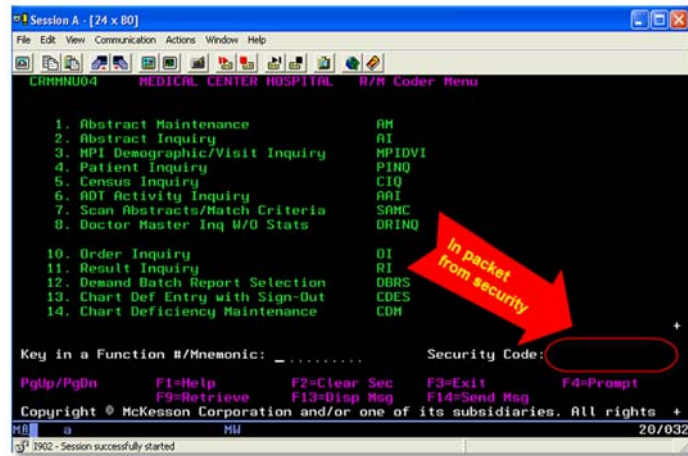 Session A - [24 x 80]
File Edit View Communication Actions Window Help
CRMMNU04 MEDICAL CENTER HOSPITAL R/M Coder Menu
1. Abstract Maintenance AM
2. Abstract Inquiry AI
3. MPI Demographic/Visit Inquiry MPIDVI
4. Patient Inquiry PINQ
5. Census Inquiry CIQ
6. ADT Activity Inquiry AAI
7. Scan Abstracts/Match Criteria SAMC
8. Doctor Master Inq W/O Stats DRINQ
10. Order Inquiry OI
11. Result Inquiry RI
12. Demand Batch Report Selection DBRS
13. Chart Def Entry with Sign-Out CDES
14. Chart Deficiency Maintenance CDM
In packet
from security
+
Key in a Function #/Mnemonic: _......... Security Code:
PgUp/PgDn F1=Help F2=Clear Sec F3=Exit F4=Prompt
F9=Retrieve F13=Disp Msg F14=Send Msg
Copyright © McKesson Corporation and/or one of its subsidiaries. All rights +
MA a MW 20/032
I902 - Session successfully started